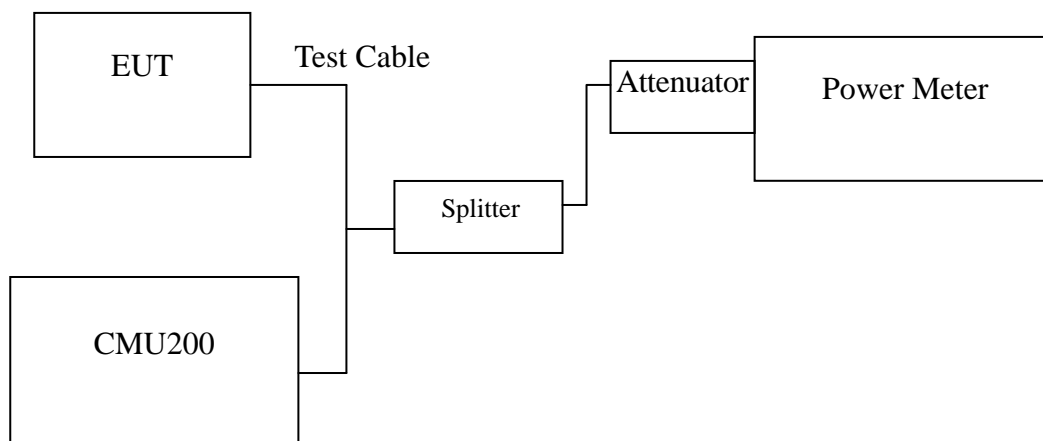 EUT
Test Cable
Attenuator
Power Meter
Splitter
CMU200